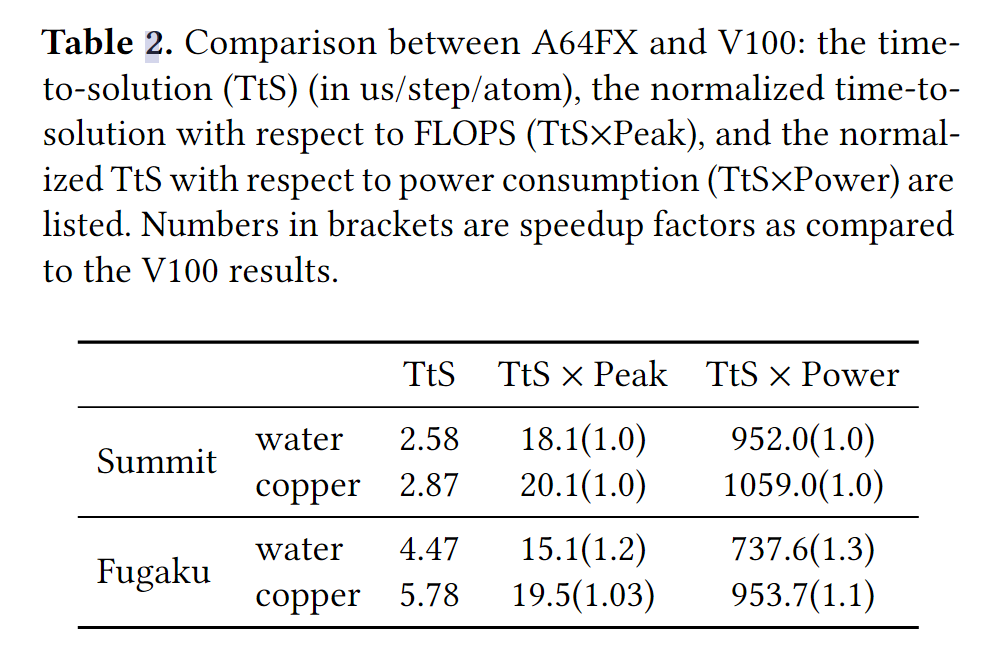 Table 2. Comparison between A64FX and V100: the time-
to-solution (TtS) (in us/step/atom), the normalized time-to-
solution with respect to FLOPS (TtS×Peak), and the normal-
ized TtS with respect to power consumption (TtS×Power) are
listed. Numbers in brackets are speedup factors as compared
to the V100 results.
TtS TtS × Peak TtS × Power
Summit
water 2.58 18.1(1.0) 952.0(1.0)
copper 2.87 20.1(1.0) 1059.0(1.0)
Fugaku
water 4.47 15.1(1.2) 737.6(1.3)
copper 5.78 19.5(1.03) 953.7(1.1)